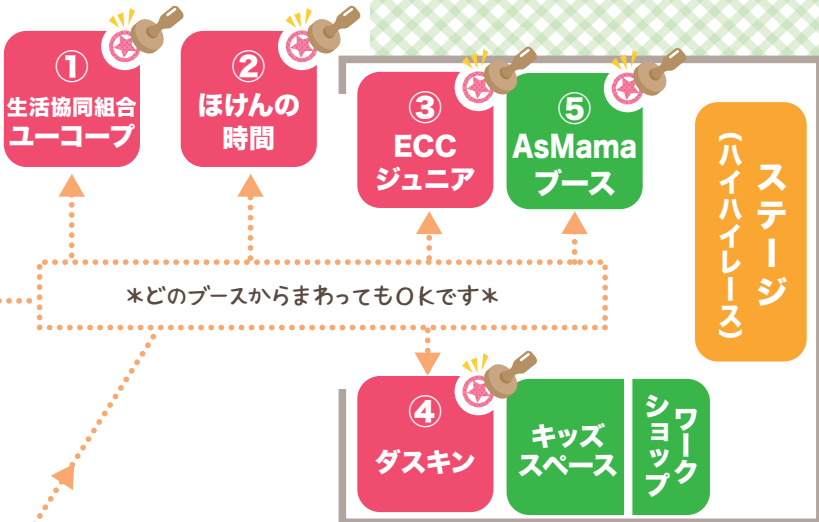 ①
生活協同組合
ユーコープ
②
ほけんの
時間
③
ECC
ジュニア
⑤
AsMama
ブース
ステージ
(ハイハイレース)
*どのブースからまわってもOKです*
④
ダスキン
キッズ
スペース
ワーク
ショップ